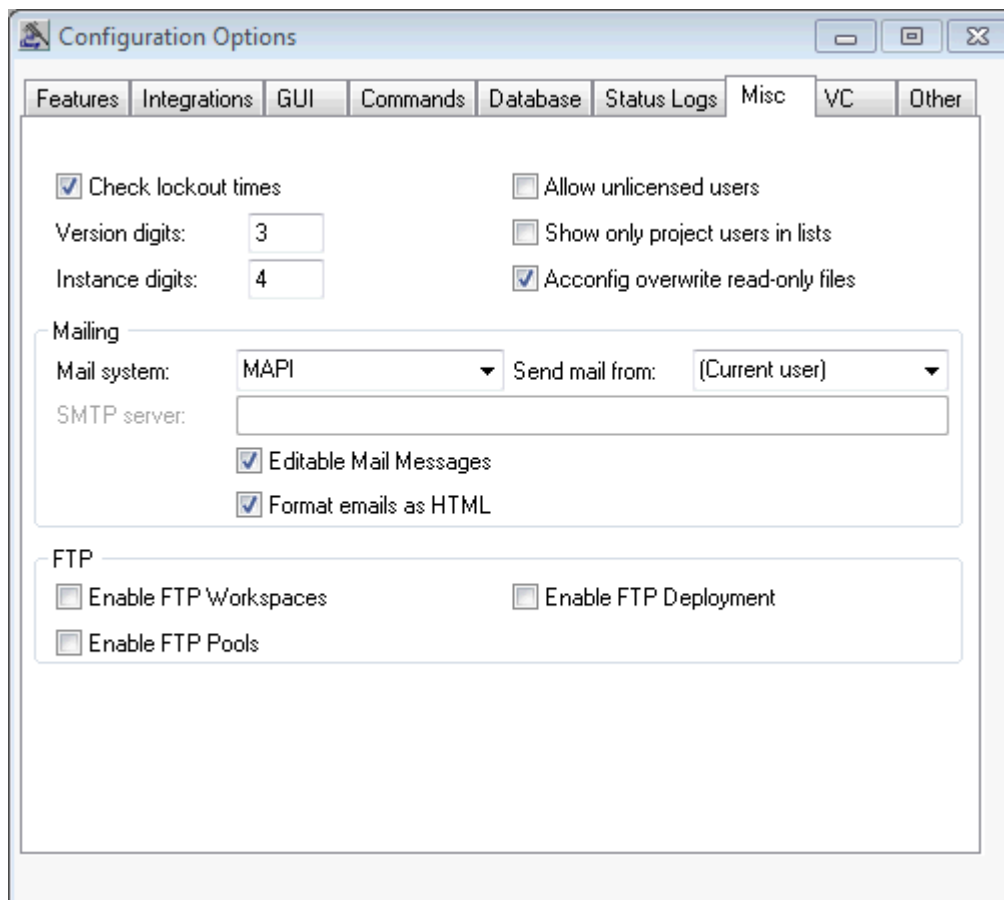 Configuration Options
Features Integrations GUI Commands Database Status Logs Misc VC Other
Check lockout times Allow unlicensed users
Version digits: 3 Show only project users in lists
Instance digits: 4 Acconfig overwrite read-only files
Mailing
Mail system: MAPI Send mail from: (Current user)
SMTP server:
Editable Mail Messages
Format emails as HTML
FTP
Enable FTP Workspaces Enable FTP Deployment
Enable FTP Pools